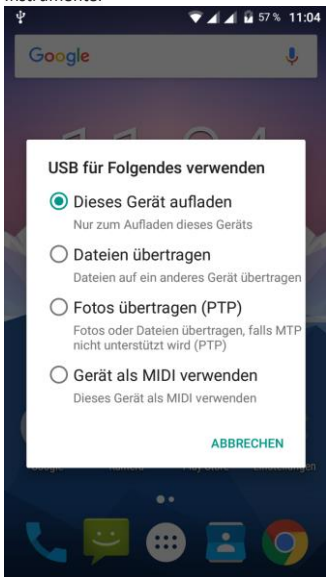 57 % 11:04
Google
USB für Folgendes verwenden
Dieses Gerät aufladen
Nur zum Aufladen dieses Geräts
Dateien übertragen
Dateien auf ein anderes Gerät übertragen
Fotos übertragen (PTP)
Fotos oder Dateien übertragen, falls MTP
nicht unterstützt wird (PTP)
Gerät als MIDI verwenden
Dieses Gerät als MIDI verwenden
ABBRECHEN